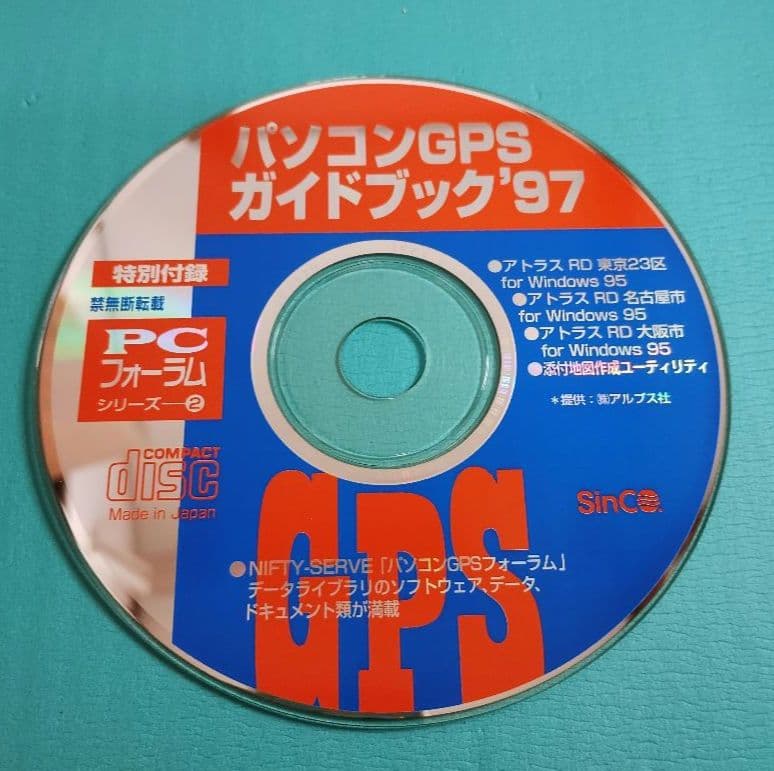 パソコンGPS
ガイドブック'97
特別付録
禁無断転載
PC
フォーラム
シリーズ—②
COMPACT
disc
Made in Japan
●アトラス RD 東京23区
for Windows 95
●アトラス RD 名古屋市
for Windows 95
●アトラス RD 大阪市
for Windows 95
●添付地図作成ユーティリティ
*提供：㈱アルプス社
SinCO
GPS
●NIFTY-SERVE「パソコンGPSフォーラム」
データライブラリのソフトウェア、データ、
ドキュメント類が満載